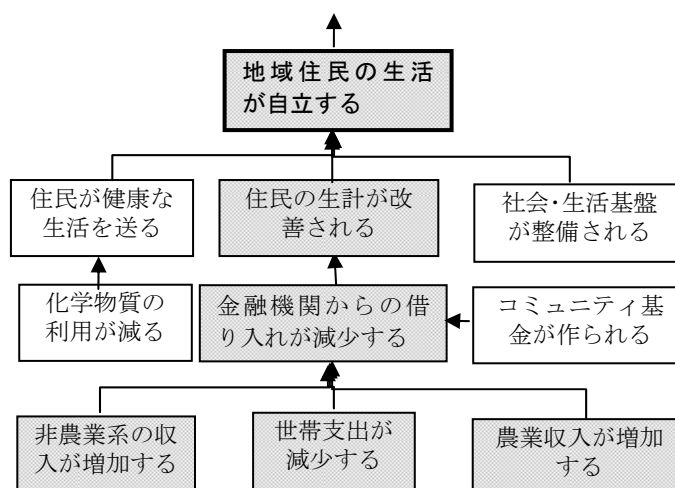 地域住民の生活
が自立する
住民が健康な
生活を送る
住民の生計が改
善される
社会･生活基盤
が整備される
化学物質の
利用が減る
金融機関からの借
り入れが減少する
コミュニティ基
金が作られる
非農業系の収
入が増加する
世帯支出が
減少する
農業収入が増加
する